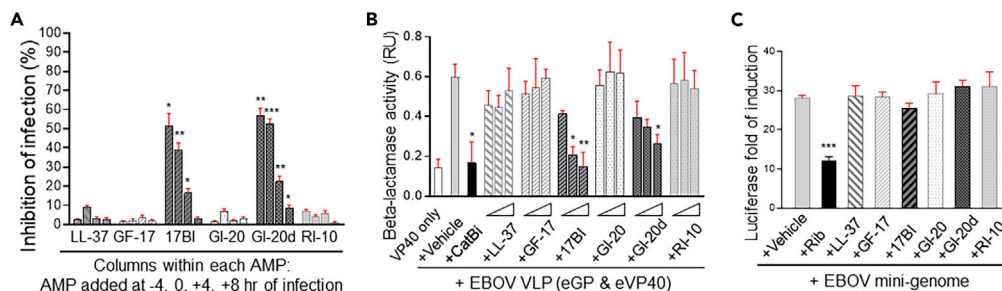 A
Inhibition of infection (%)
100
90
80
70
60
50
40
30
20
10
0
* ** * ** *** ** *
LL-37 GF-17 17BI GI-20 GI-20d RI-10
Columns within each AMP:
AMP added at -4, 0, +4, +8 hr of infection
B
Beta-lactamase activity (RU)
0.8
0.6
0.4
0.2
0.0
* * ** *
VP40 only
+Vehicle
+CatBi
+LL-37
+GF-17
+17BI
+GI-20
+GI-20d
+RI-10
+ EBOV VLP (eGP & eVP40)
C
Luciferase fold of induction
40
30
20
10
0
***
+Vehicle
+Rib
+LL-37
+GF-17
+17BI
+GI-20
+GI-20d
+RI-10
+ EBOV mini-genome